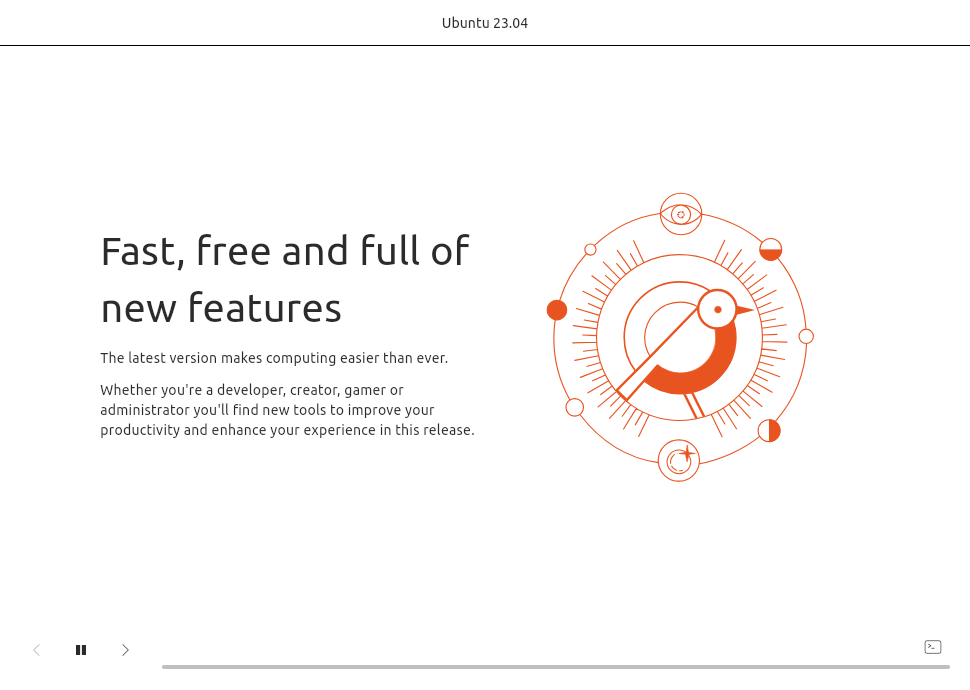 Ubuntu 23.04
Fast, free and full of
new features
The latest version makes computing easier than ever.
Whether you're a developer, creator, gamer or
administrator you'll find new tools to improve your
productivity and enhance your experience in this release.